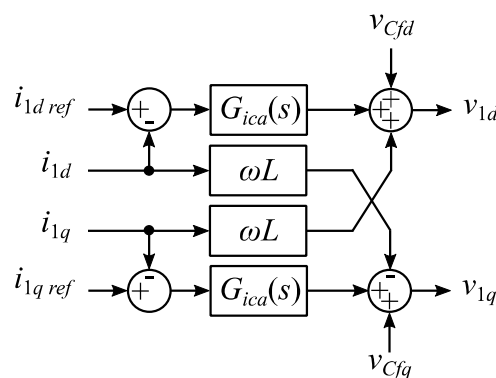 v_Cfd
i_1d ref + - G_ica(s) + + + v_1d
i_1d ωL
i_1q ωL
i_1q ref + - G_ica(s) + + - v_1q
v_Cfq